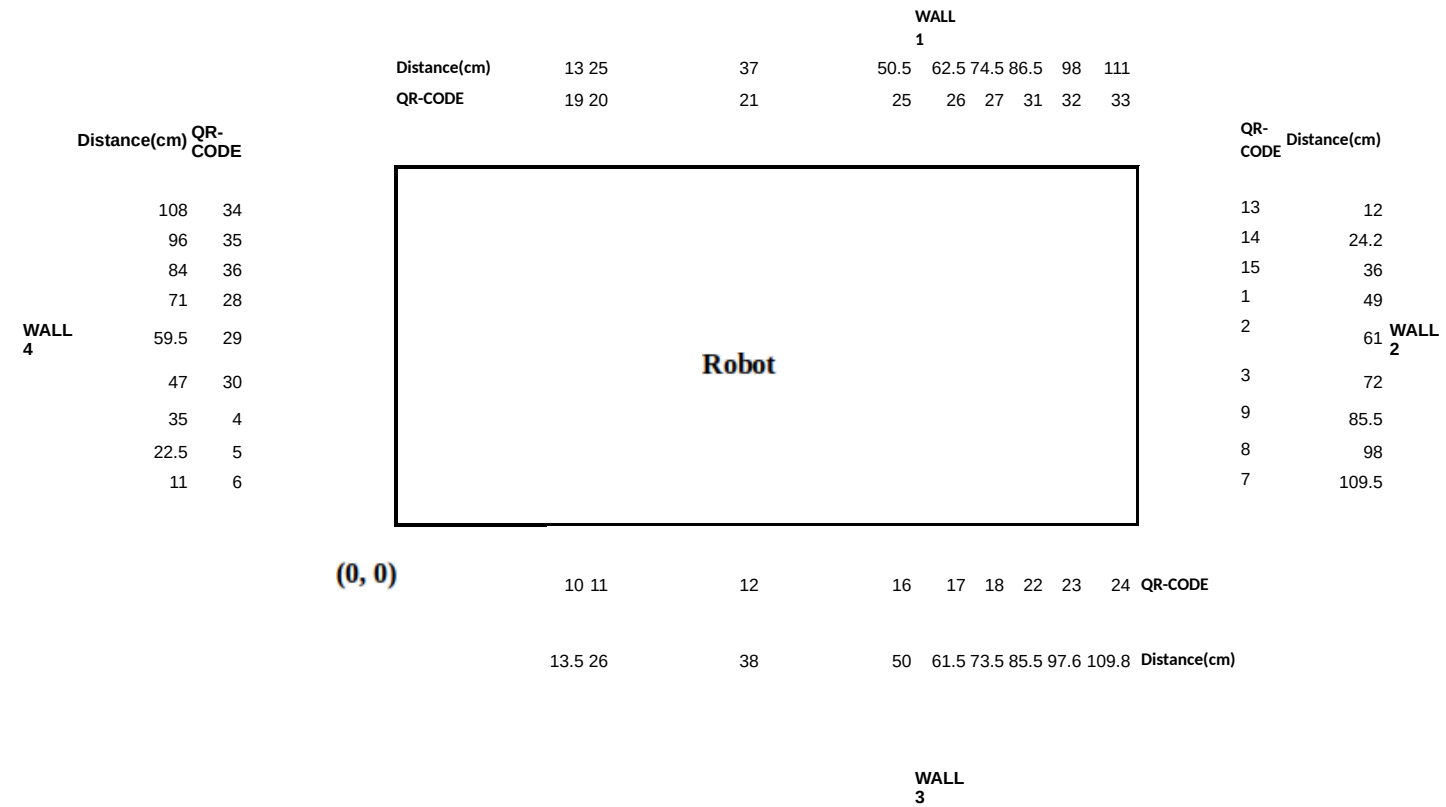 WALL
1
Distance(cm) 13 25 37 50.5 62.5 74.5 86.5 98 111
QR-CODE 19 20 21 25 26 27 31 32 33
Distance(cm) QR-
CODE
QR-
CODE Distance(cm)
108 34 13 12
96 35 14 24.2
84 36 15 36
71 28 1 49
WALL
4
59.5 29 2 61
WALL
2
47 30 3 72
Robot
35 4 9 85.5
22.5 5 8 98
11 6 7 109.5
(0, 0)
10 11 12 16 17 18 22 23 24 QR-CODE
13.5 26 38 50 61.5 73.5 85.5 97.6 109.8 Distance(cm)
WALL
3